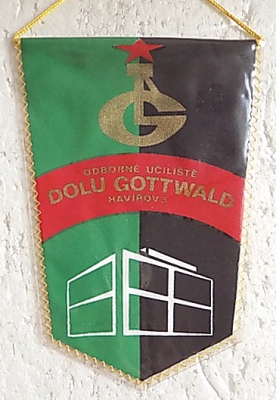 G
ODBORNÉ UČILIŠTĚ
DOLU GOTTWALD
HAVÍŘOV 3